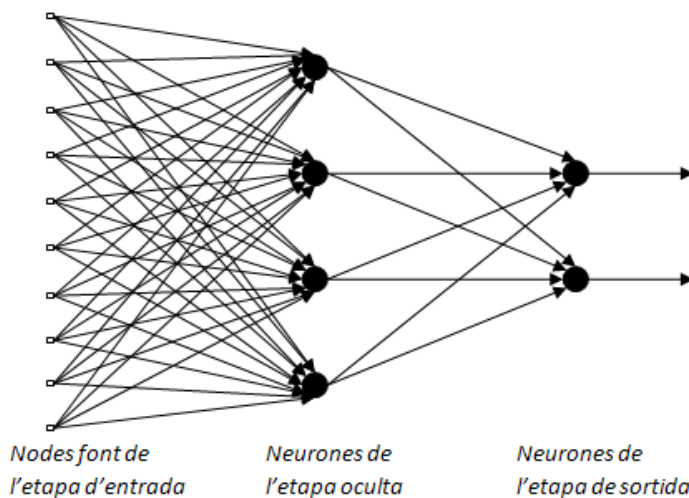 Nodes font de
l'etapa d'entrada
Neurones de
l'etapa oculta
Neurones de
l'etapa de sortida